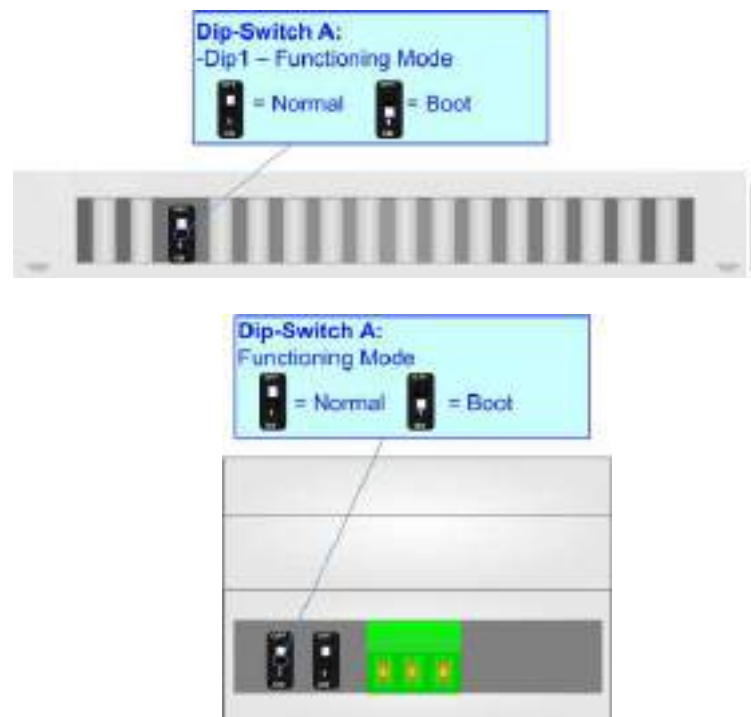 Dip-Switch A:
-Dip1 – Functioning Mode
= Normal = Boot
Dip-Switch A:
Functioning Mode
= Normal = Boot